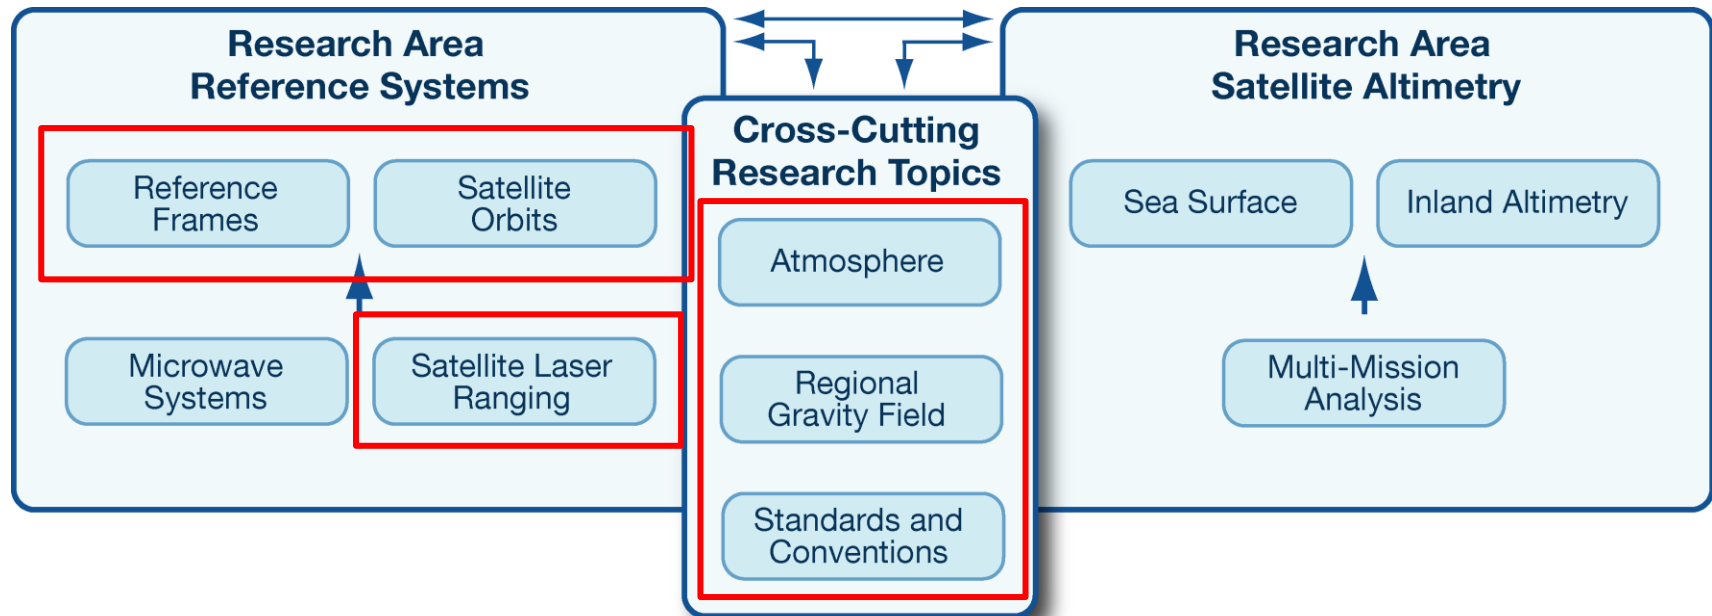 Research Area
Reference Systems
Reference
Frames
Satellite
Orbits
Microwave
Systems
Satellite Laser
Ranging
Cross-Cutting
Research Topics
Atmosphere
Regional
Gravity Field
Standards and
Conventions
Research Area
Satellite Altimetry
Sea Surface
Inland Altimetry
Multi-Mission
Analysis